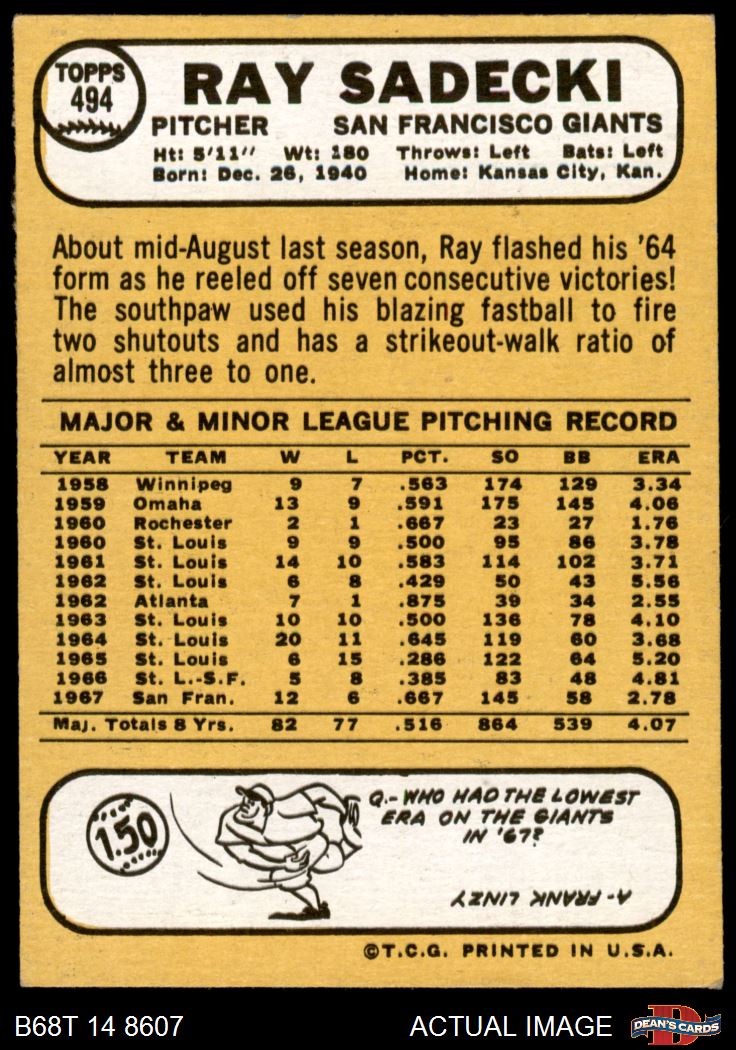 TOPPS
494
RAY SADECKI
PITCHER SAN FRANCISCO GIANTS
Ht: 5'11" Wt: 180 Throws: Left Bats: Left
Born: Dec. 26, 1940 Home: Kansas City, Kan.
About mid-August last season, Ray flashed his '64
form as he reeled off seven consecutive victories!
The southpaw used his blazing fastball to fire
two shutouts and has a strikeout-walk ratio of
almost three to one.
MAJOR & MINOR LEAGUE PITCHING RECORD
YEAR TEAM W L PCT. SO BB ERA
1958 Winnipeg 9 7 .563 174 129 3.34
1959 Omaha 13 9 .591 175 145 4.06
1960 Rochester 2 1 .667 23 27 1.76
1960 St. Louis 9 9 .500 95 86 3.78
1961 St. Louis 14 10 .583 114 102 3.71
1962 St. Louis 6 8 .429 50 43 5.56
1962 Atlanta 7 1 .875 39 34 2.55
1963 St. Louis 10 10 .500 136 78 4.10
1964 St. Louis 20 11 .645 119 60 3.68
1965 St. Louis 6 15 .286 122 64 5.20
1966 St. L.-S.F. 5 8 .385 83 48 4.81
1967 San Fran. 12 6 .667 145 58 2.78
Maj. Totals 8 Yrs. 82 77 .516 864 539 4.07
1.50
Q.- WHO HAD THE LOWEST
ERA ON THE GIANTS
IN '67?
A- FRANK LINZY
©T.C.G. PRINTED IN U.S.A.
B68T 14 8607 ACTUAL IMAGE DEAN'S CARDS